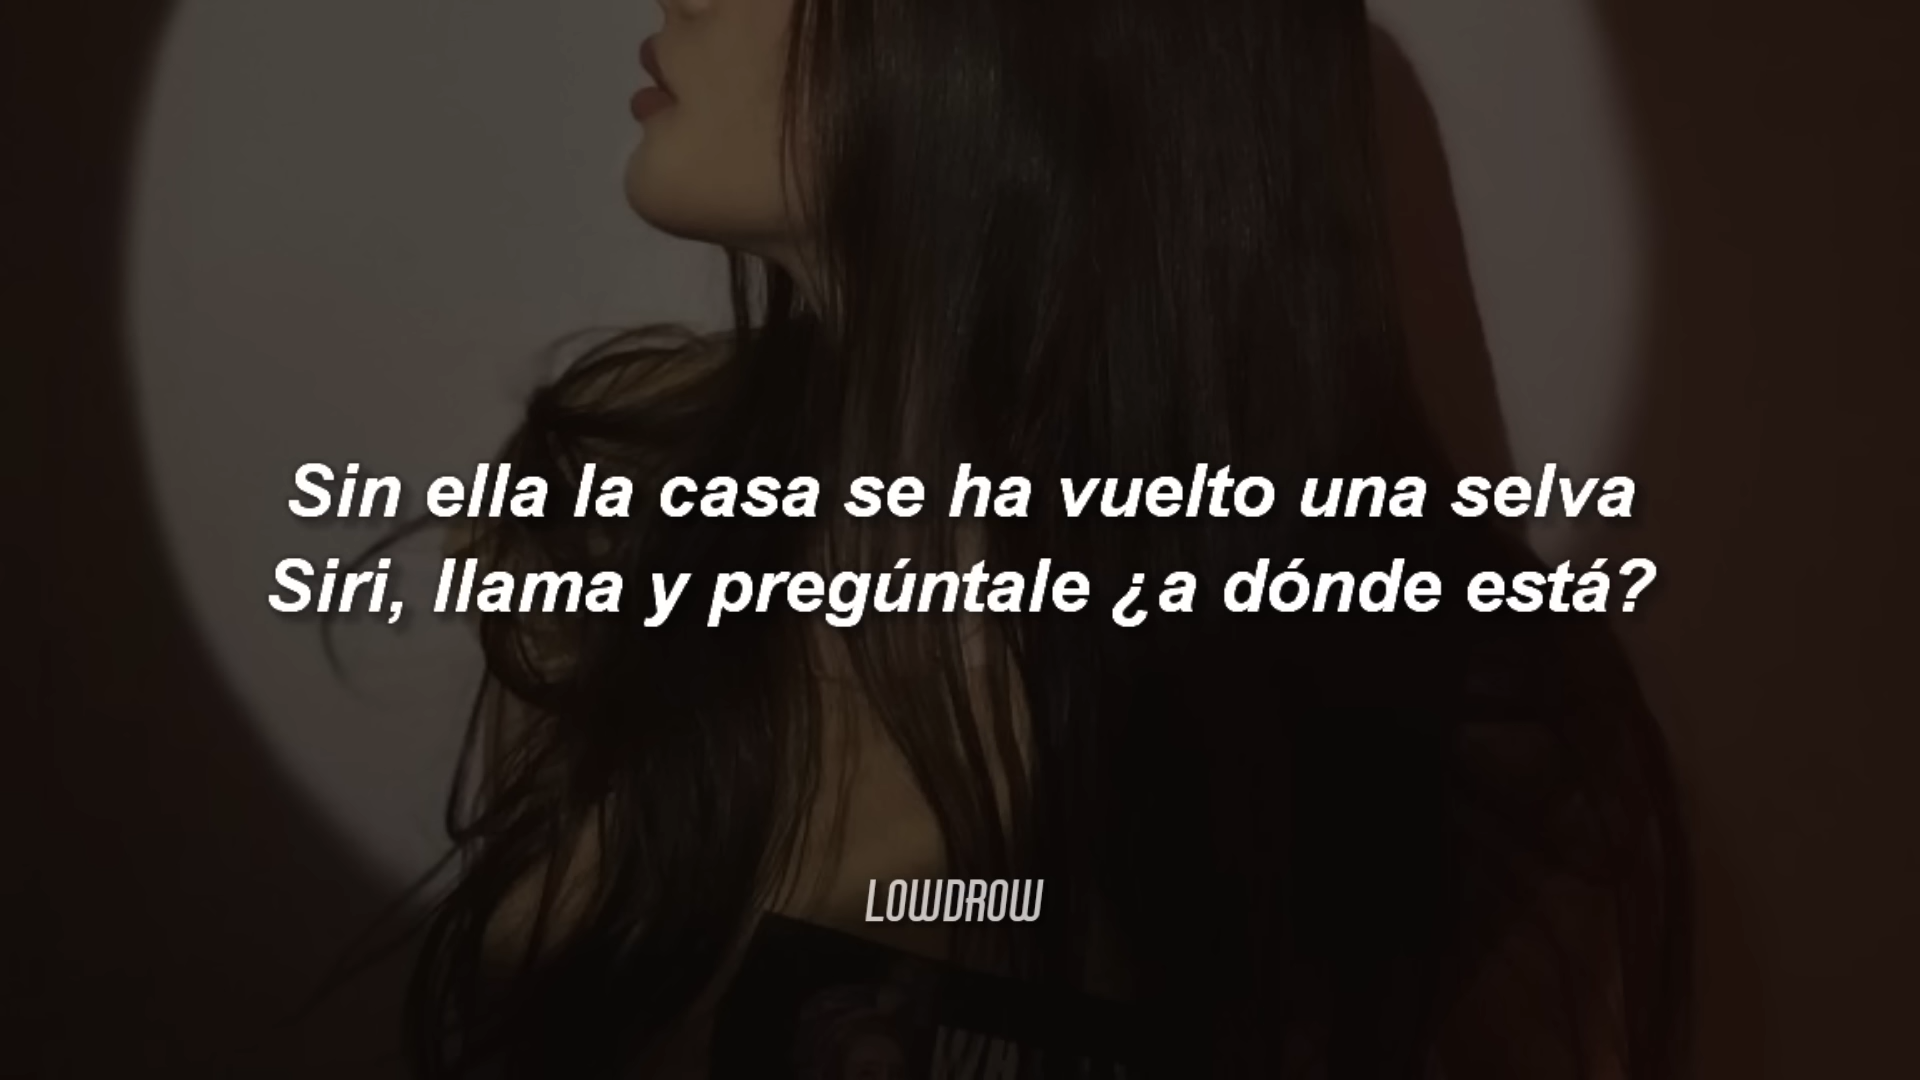 Sin ella la casa se ha vuelto una selva
Siri, llama y pregúntale ¿a dónde está?
LOWDROW